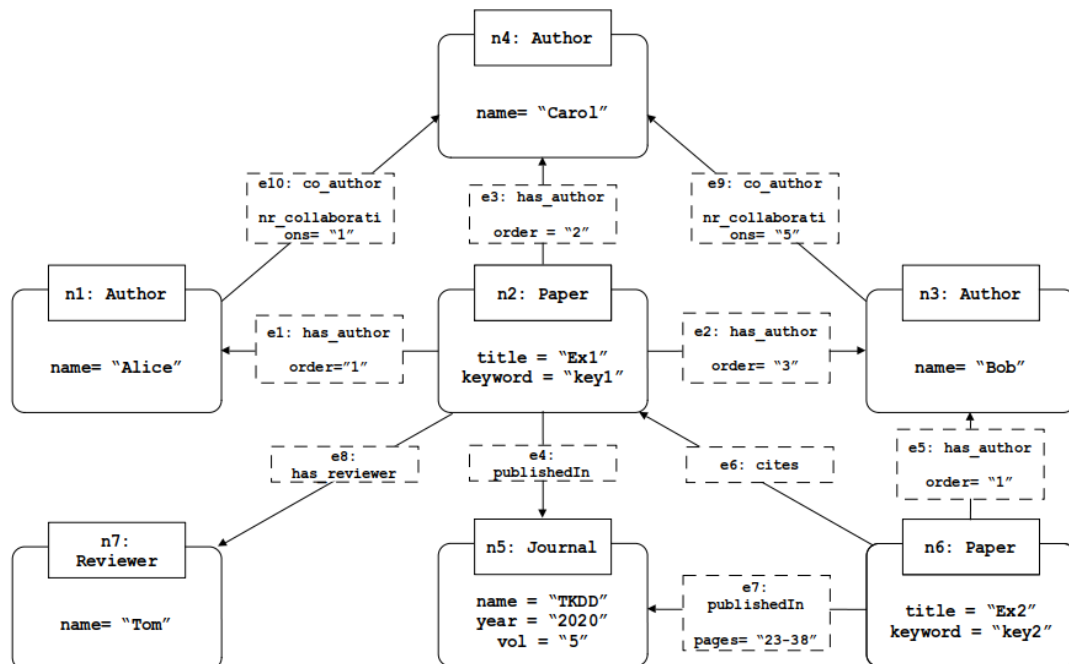 n4: Author
name= “Carol”
e10: co_author
nr_collaborati
ons= “1”
e3: has_author
order = “2”
e9: co_author
nr_collaborati
ons= “5”
n1: Author
name= “Alice”
e1: has_author
order=“1”
n2: Paper
title = “Ex1”
keyword = “key1”
e2: has_author
order= “3”
n3: Author
name= “Bob”
e8:
has_reviewer
e4:
publishedIn
e6: cites
e5: has_author
order= “1”
n7:
Reviewer
name= “Tom”
n5: Journal
name = “TKDD”
year = “2020”
vol = “5”
e7:
publishedIn
pages= “23-38”
n6: Paper
title = “Ex2”
keyword = “key2”